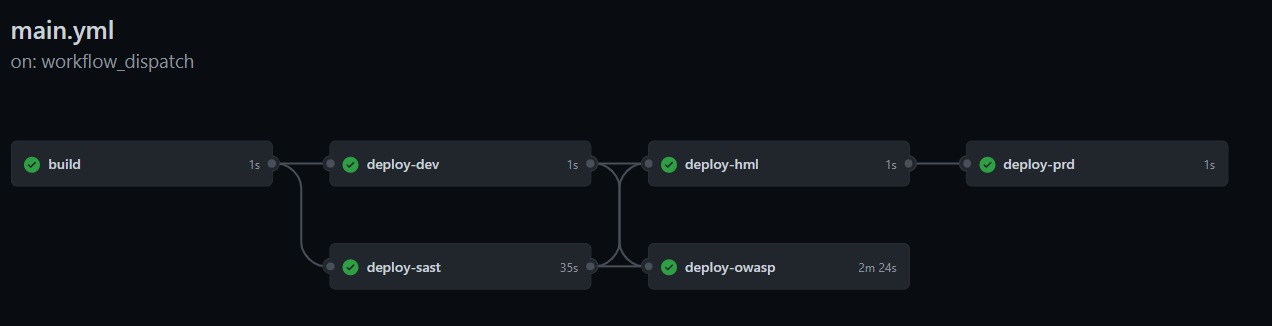 main.yml
on: workflow_dispatch
build 1s
deploy-dev 1s
deploy-hml 1s
deploy-prd 1s
deploy-sast 35s
deploy-owasp 2m 24s